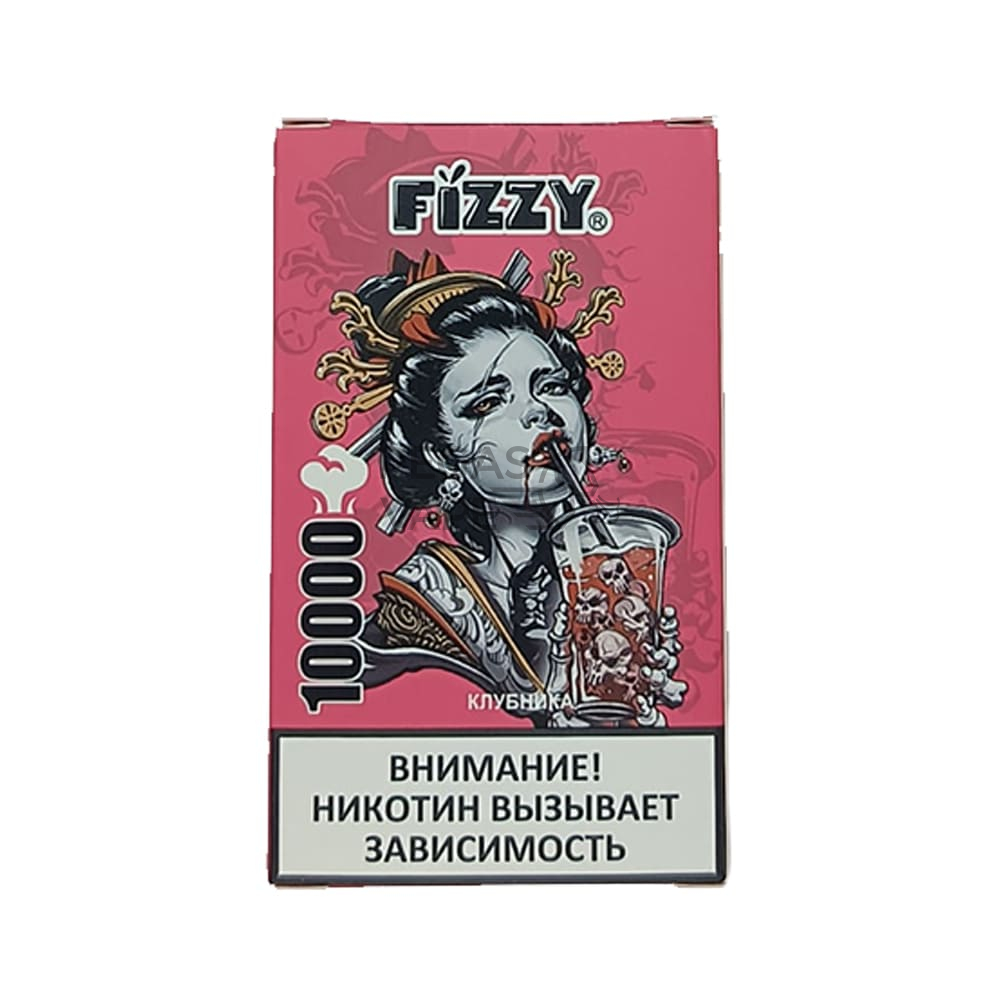 FIZZY®
10000
КЛУБНИКА
ВНИМАНИЕ!
НИКОТИН ВЫЗЫВАЕТ
ЗАВИСИМОСТЬ